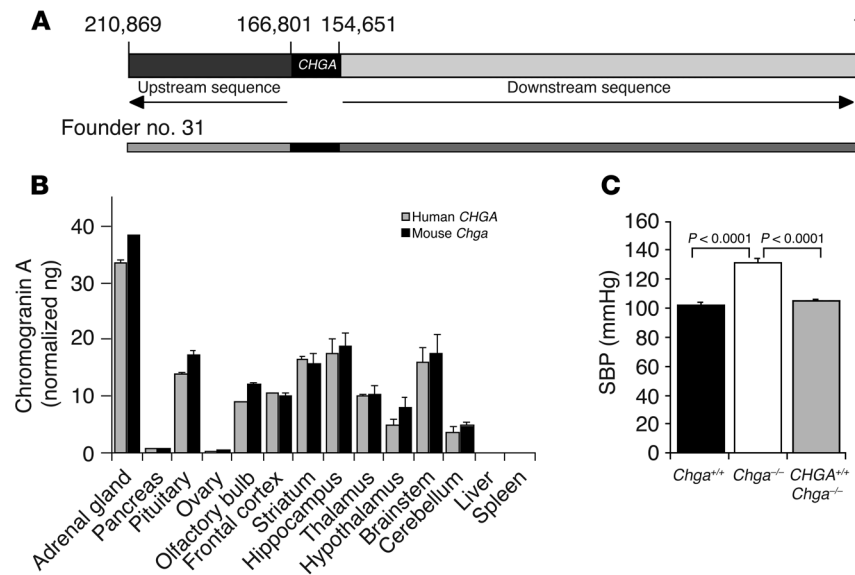 A
210,869 166,801 154,651
CHGA
Upstream sequence Downstream sequence
Founder no. 31
B
Chromogranin A
(normalized ng)
40
30
20
10
0
Human CHGA
Mouse Chga
Adrenal gland
Pancreas
Pituitary
Ovary
Olfactory bulb
Frontal cortex
Striatum
Hippocampus
Thalamus
Hypothalamus
Brainstem
Cerebellum
Liver
Spleen
C
SBP (mmHg)
160
140
120
100
80
60
40
20
0
P < 0.0001 P < 0.0001
Chga+/+ Chga–/– CHGA+/+
Chga–/–